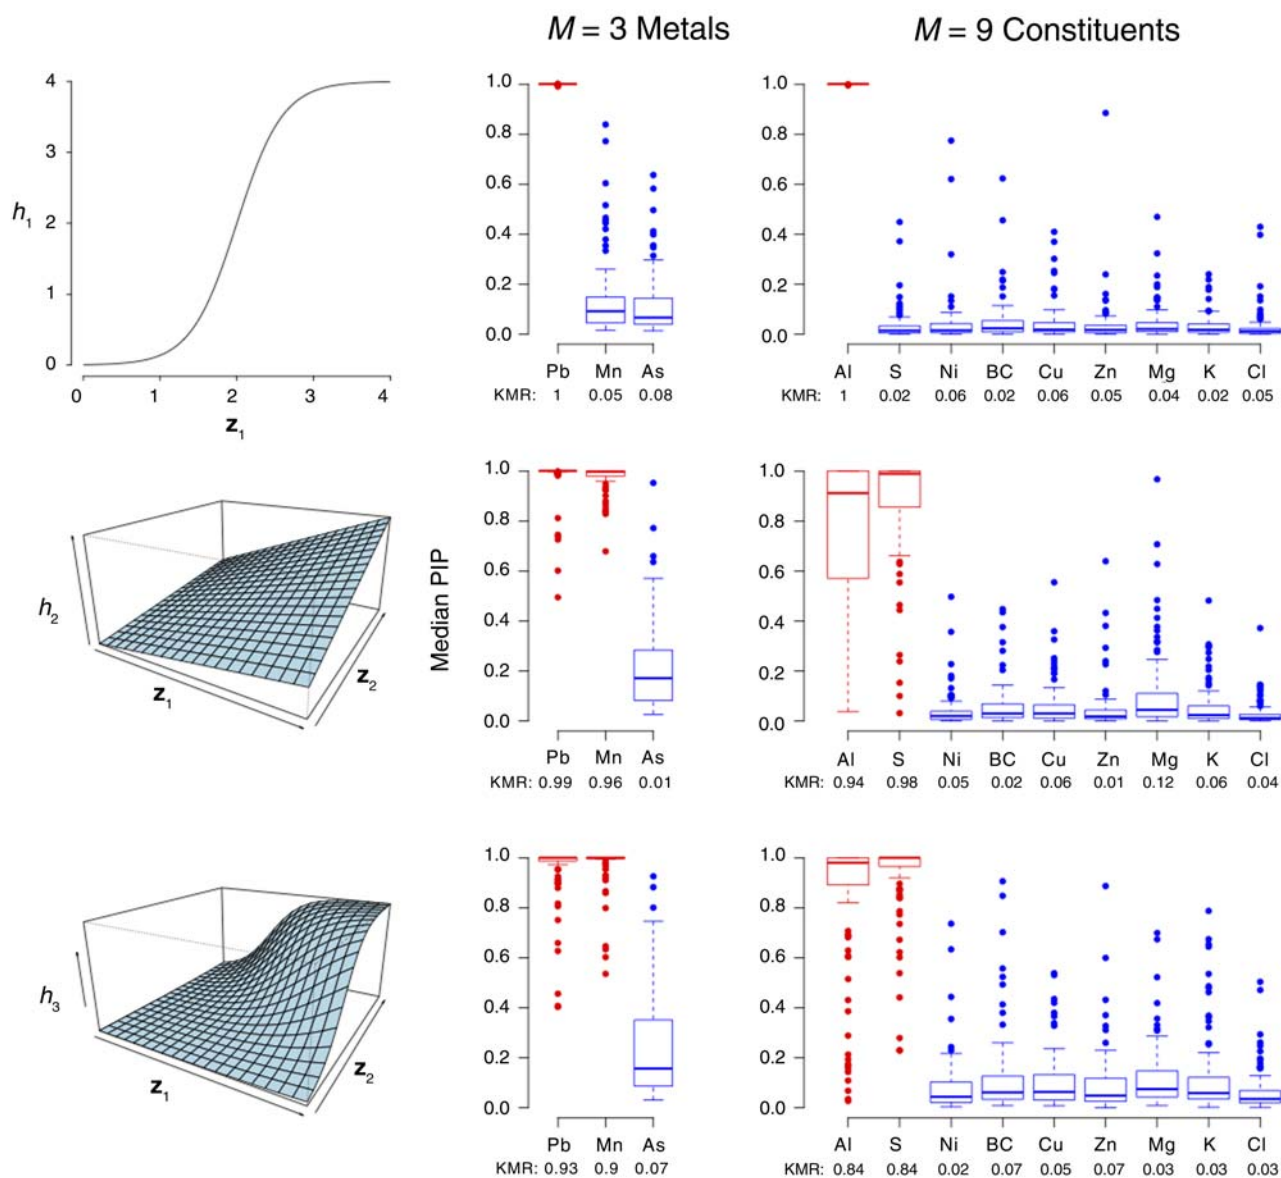 M = 3 Metals
M = 9 Constituents
4
3
2
1
0
h1
0 1 2 3 4
z1
1.0
0.8
0.6
0.4
0.2
0.0
Pb Mn As
KMR: 1 0.05 0.08
1.0
0.8
0.6
0.4
0.2
0.0
Al S Ni BC Cu Zn Mg K Cl
KMR: 1 0.02 0.06 0.02 0.06 0.05 0.04 0.02 0.05
h2
z1
z2
Median PIP
1.0
0.8
0.6
0.4
0.2
0.0
Pb Mn As
KMR: 0.99 0.96 0.01
1.0
0.8
0.6
0.4
0.2
0.0
Al S Ni BC Cu Zn Mg K Cl
KMR: 0.94 0.98 0.05 0.02 0.06 0.01 0.12 0.06 0.04
h3
z1
z2
1.0
0.8
0.6
0.4
0.2
0.0
Pb Mn As
KMR: 0.93 0.9 0.07
1.0
0.8
0.6
0.4
0.2
0.0
Al S Ni BC Cu Zn Mg K Cl
KMR: 0.84 0.84 0.02 0.07 0.05 0.07 0.03 0.03 0.03